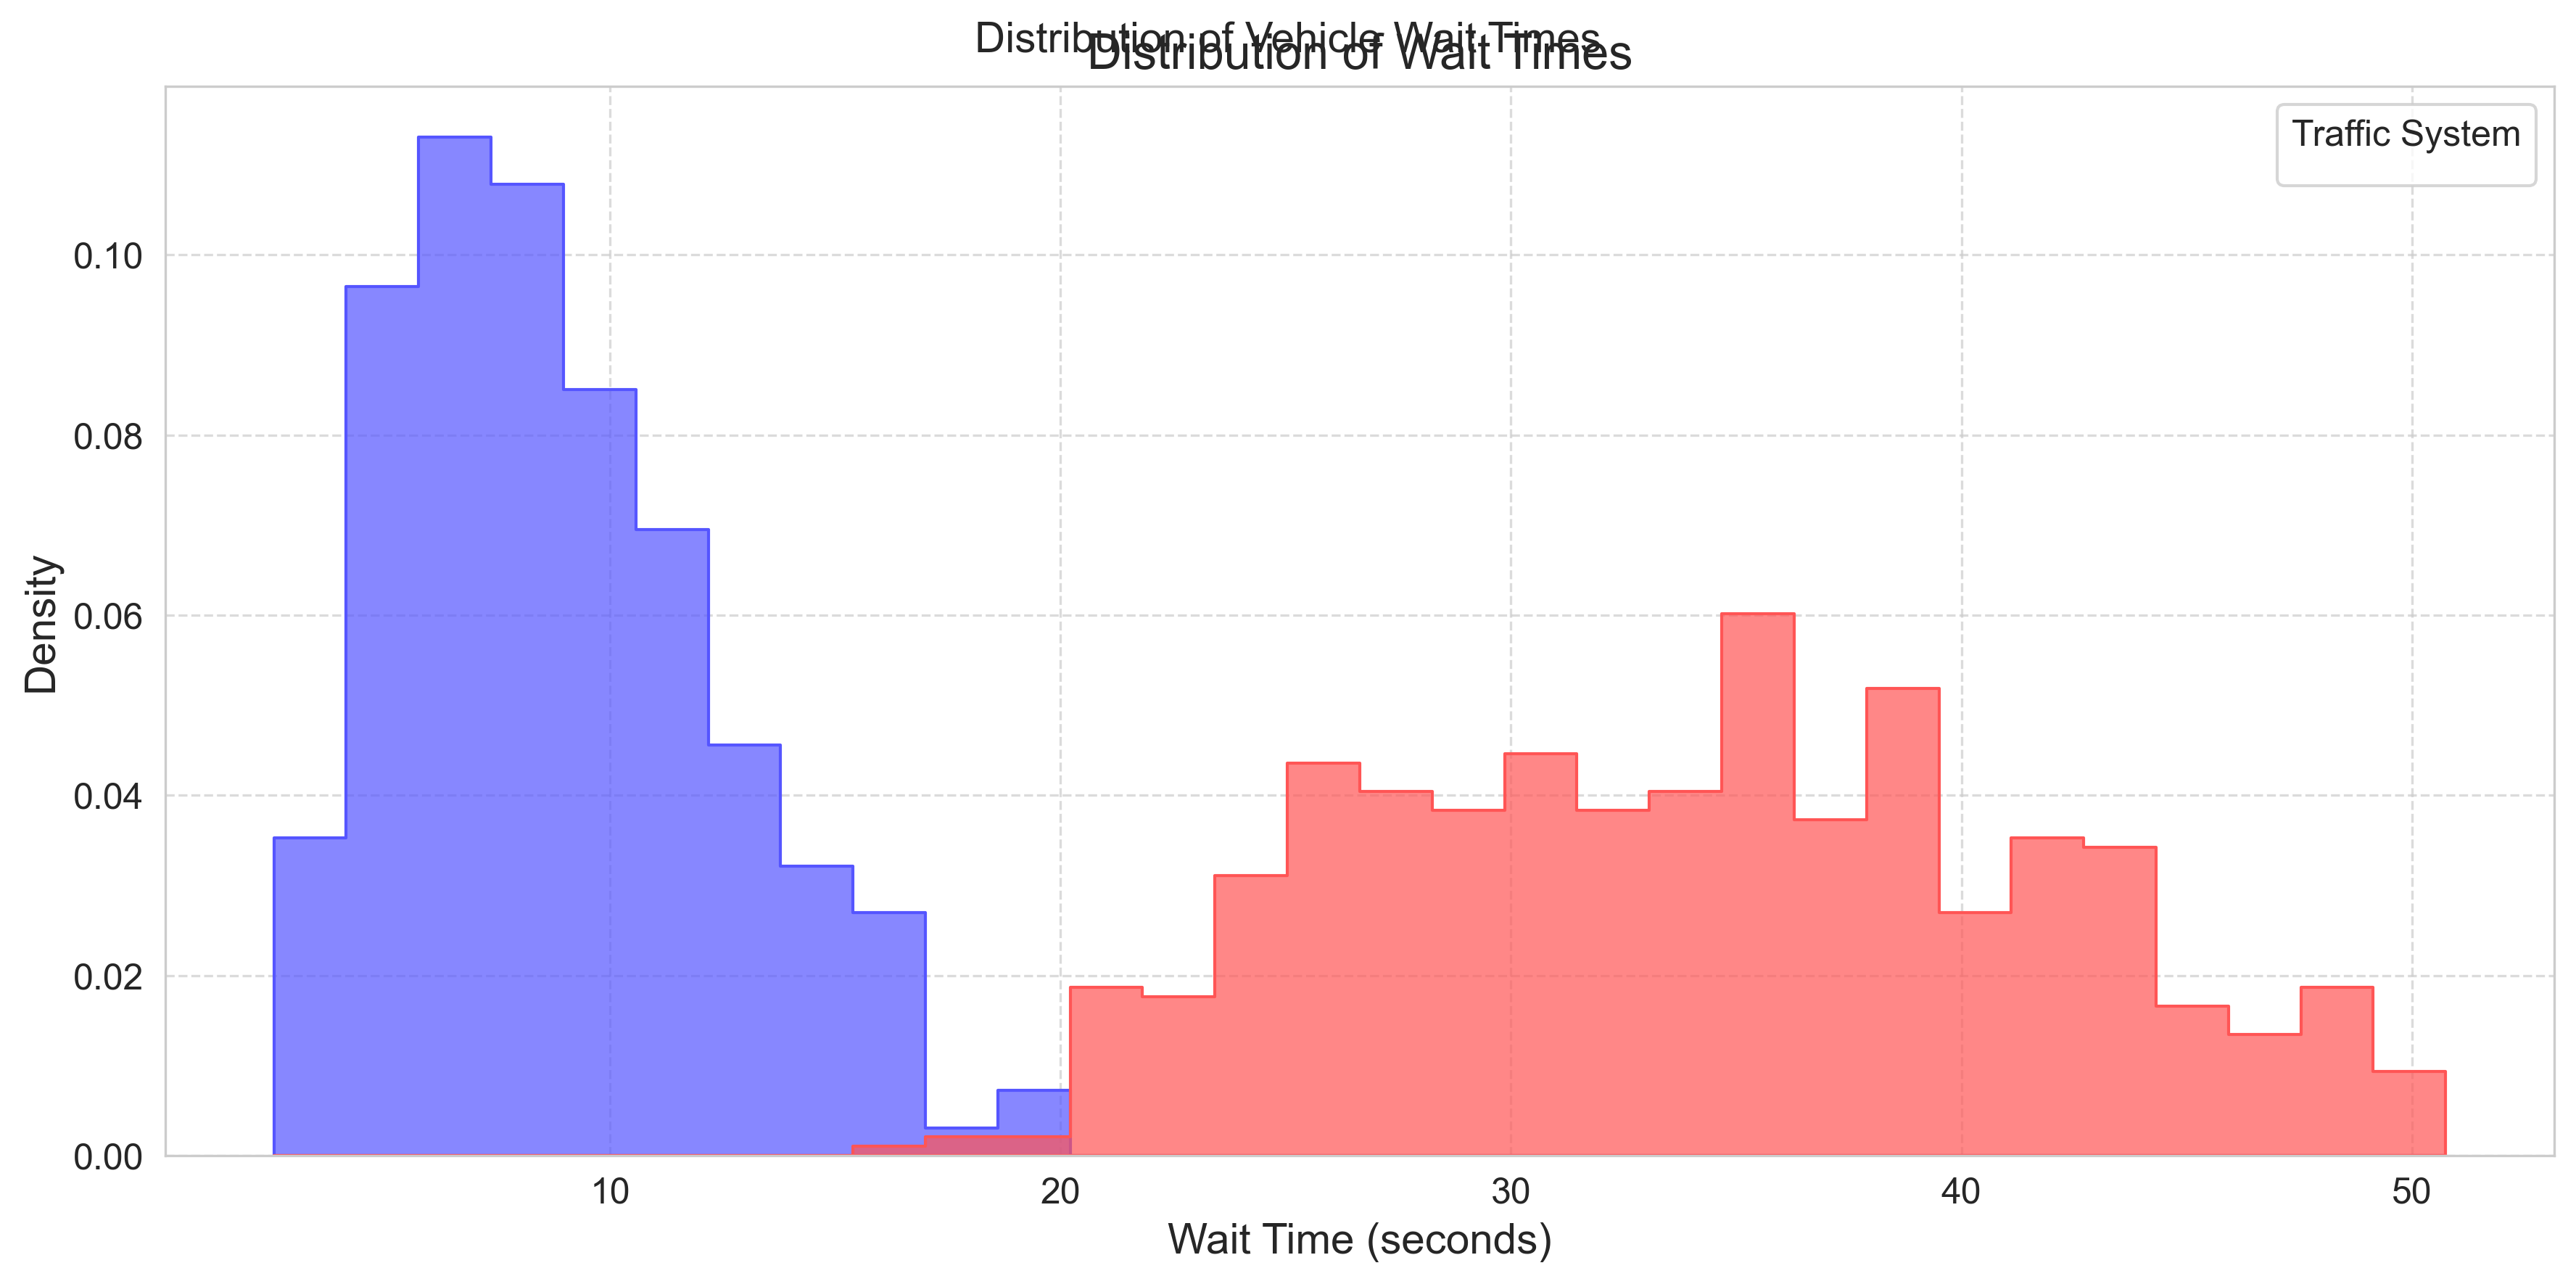 Distribution of Vehicle Wait Times
Distribution of Wait Times
Traffic System
Density
0.10
0.08
0.06
0.04
0.02
0.00
10 20 30 40 50
Wait Time (seconds)